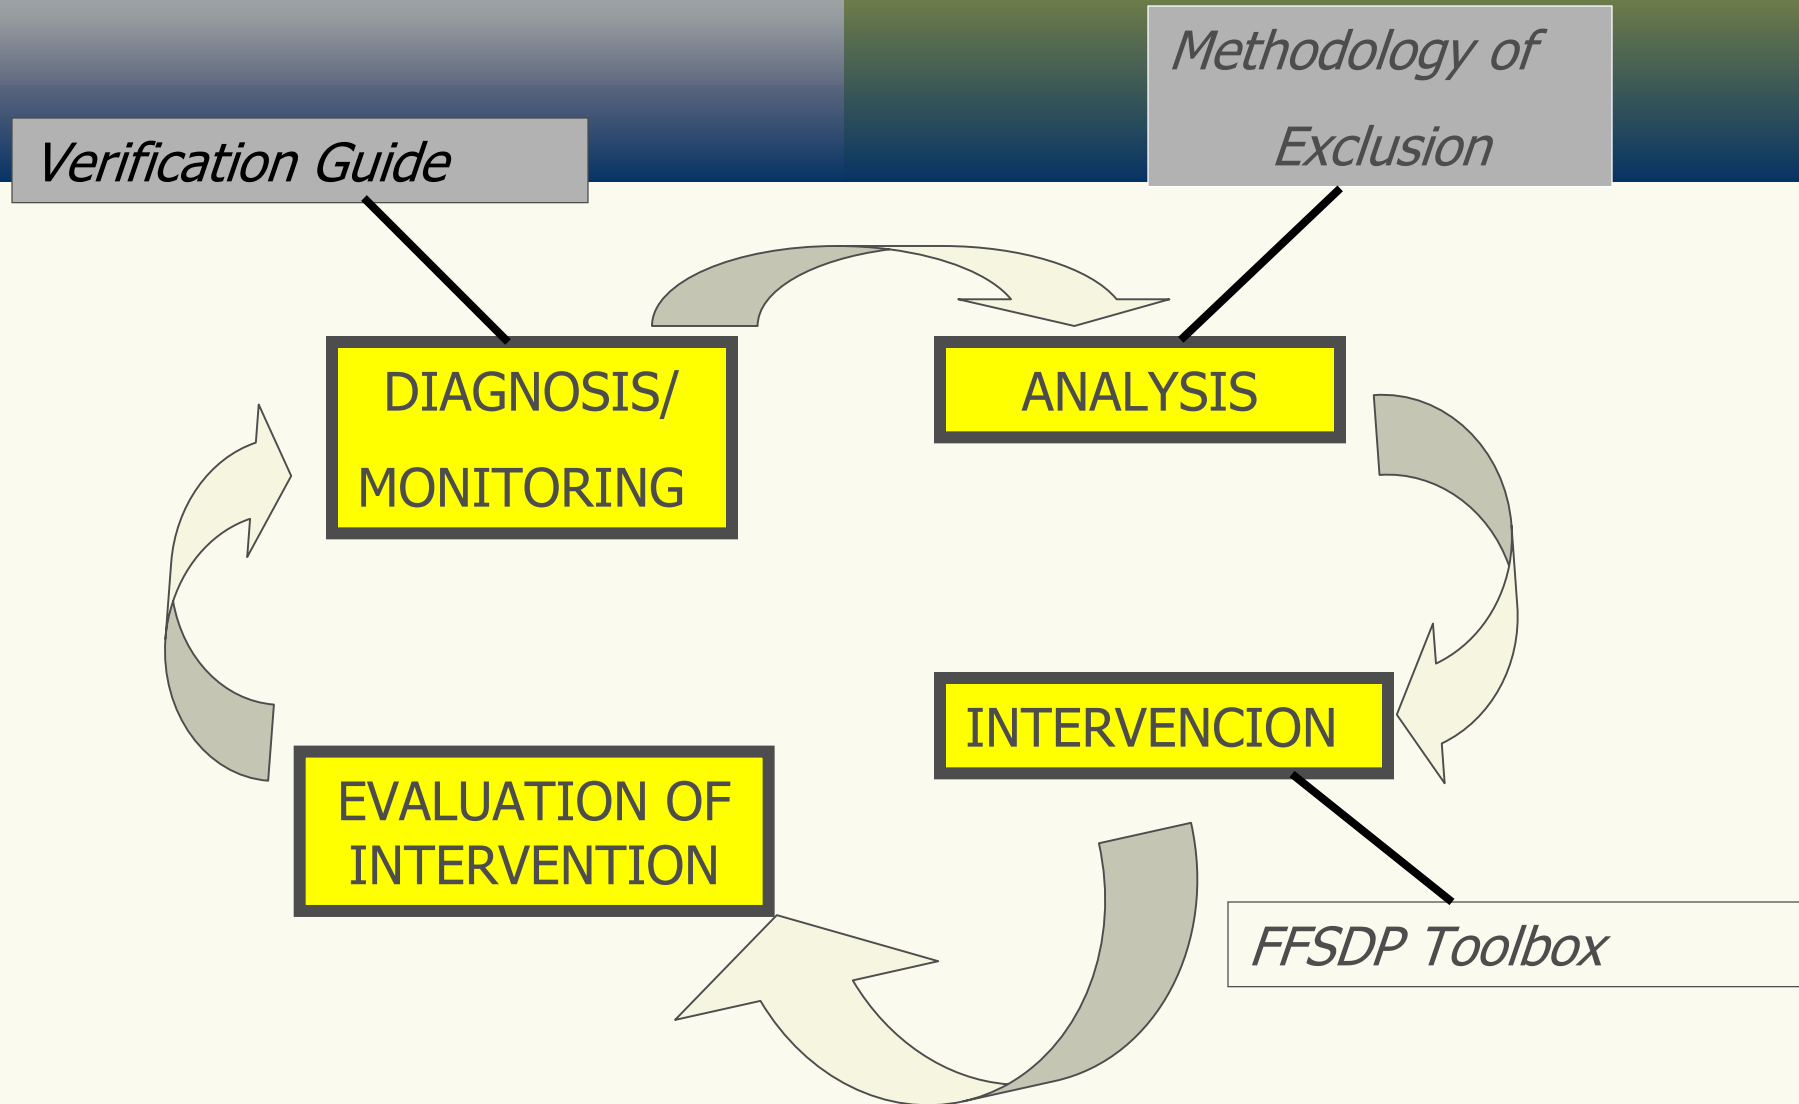 Methodology of
Exclusion
Verification Guide
DIAGNOSIS/
MONITORING
ANALYSIS
INTERVENCION
EVALUATION OF
INTERVENTION
FFSDP Toolbox